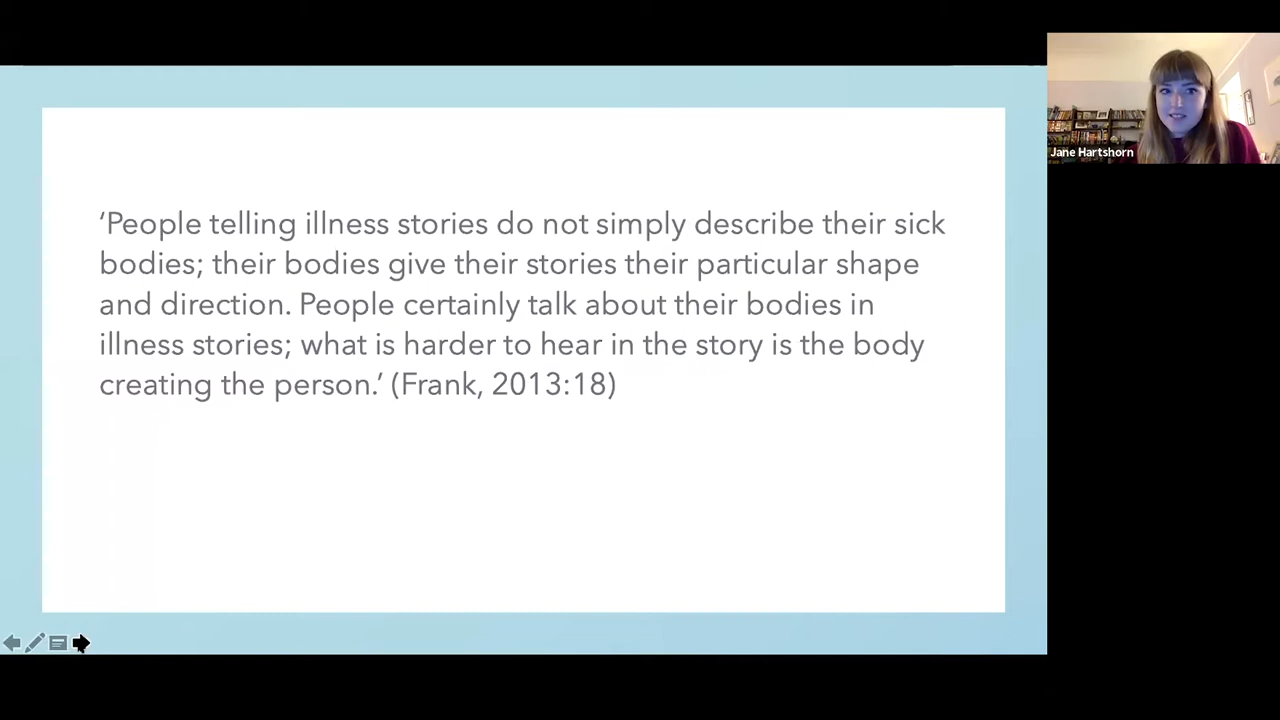 ‘People telling illness stories do not simply describe their sick
bodies; their bodies give their stories their particular shape
and direction. People certainly talk about their bodies in
illness stories; what is harder to hear in the story is the body
creating the person.’ (Frank, 2013:18)
Jane Hartshorn